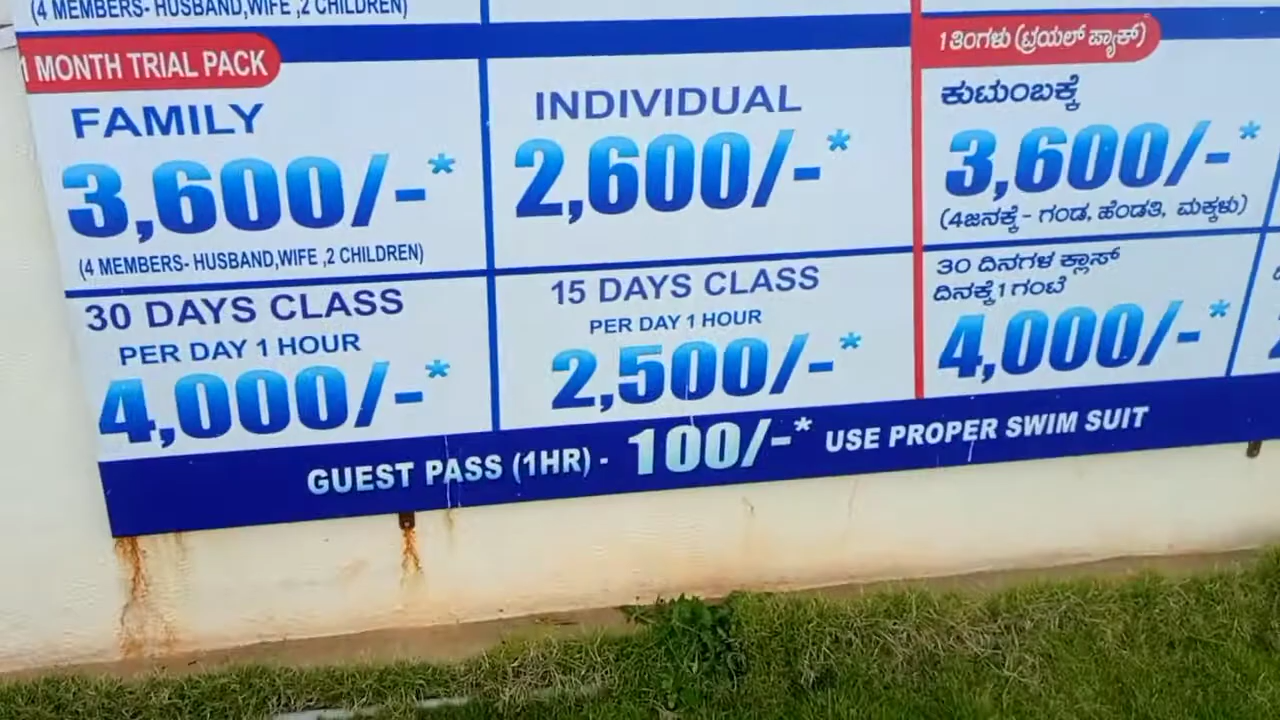 (4 MEMBERS- HUSBAND,WIFE ,2 CHILDREN)
1 MONTH TRIAL PACK
FAMILY
3,600/-*
(4 MEMBERS- HUSBAND,WIFE ,2 CHILDREN)
INDIVIDUAL
2,600/-*
30 DAYS CLASS
PER DAY 1 HOUR
4,000/-*
15 DAYS CLASS
PER DAY 1 HOUR
2,500/-*
1 ತಿಂಗಳು (ಟ್ರಯಲ್ ಪ್ಯಾಕ್)
ಕುಟುಂಬಕ್ಕೆ
3,600/-*
(4ಜನಕ್ಕೆ - ಗಂಡ, ಹೆಂಡತಿ, ಮಕ್ಕಳು)
30 ದಿನಗಳ ಕ್ಲಾಸ್
ದಿನಕ್ಕೆ 1 ಗಂಟೆ
4,000/-*
GUEST PASS (1HR) - 100/-* USE PROPER SWIM SUIT